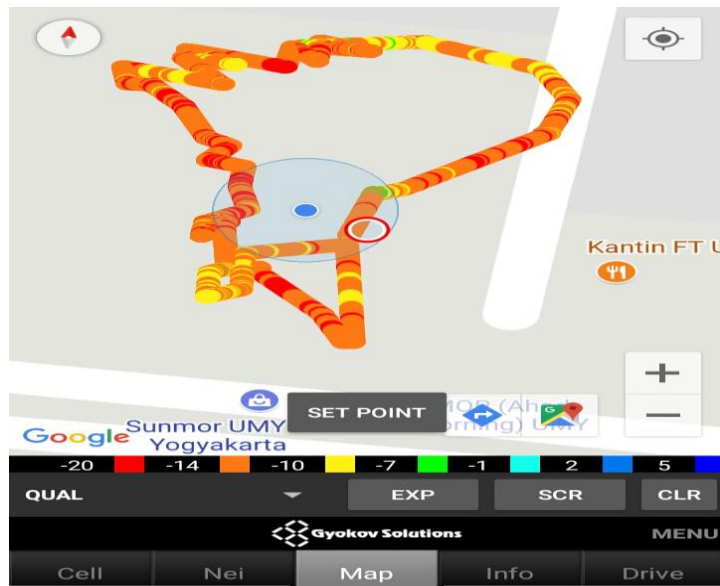 Kantin FT U
SET POINT
Google
Sunmor UMY
Yogyakarta
UMY
-20 -14 -10 -7 -1 2 5
QUAL EXP SCR CLR
Gyokov Solutions MENU
Cell Nei Map Info Drive